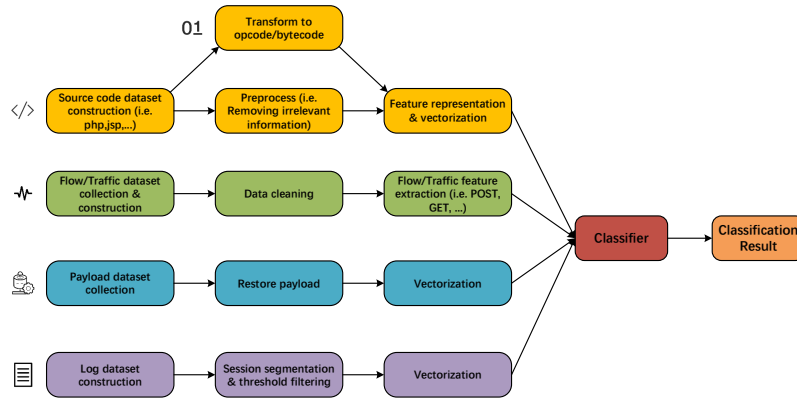 01
Transform to
opcode/bytecode
</>
Source code dataset
construction (i.e.
php,jsp,...)
Preprocess (i.e.
Removing irrelevant
information)
Feature representation
& vectorization
Flow/Traffic dataset
collection &
construction
Data cleaning
Flow/Traffic feature
extraction (i.e. POST,
GET, ...)
Classifier
Classification
Result
Payload dataset
collection
Restore payload
Vectorization
Log dataset
construction
Session segmentation
& threshold filtering
Vectorization